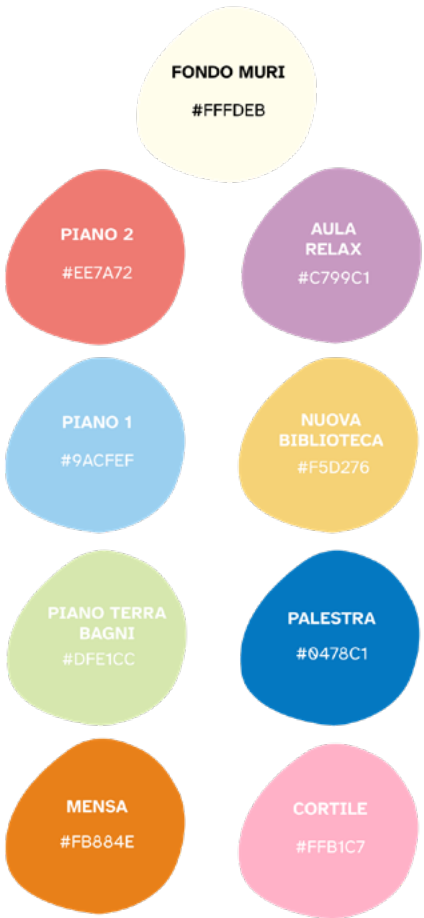 FONDO MURI
#FFFDEB
PIANO 2
#EE7A72
AULA
RELAX
#C799C1
PIANO 1
#9ACFEF
NUOVA
BIBLIOTECA
#F5D276
PIANO TERRA
BAGNI
#DFE1CC
PALESTRA
#0478C1
MENSA
#FB884E
CORTILE
#FFB1C7